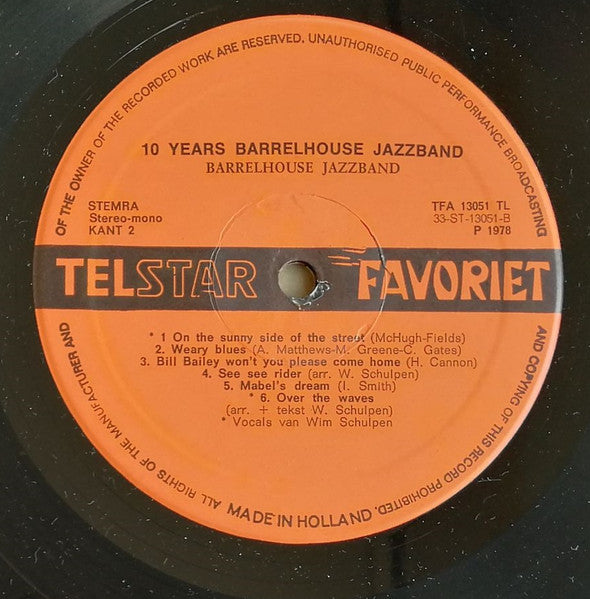 OF THE OWNER OF THE RECORDED WORK ARE RESERVED. UNAUTHORISED PUBLIC PERFORMANCE BROADCASTING
10 YEARS BARRELHOUSE JAZZBAND
BARRELHOUSE JAZZBAND
STEMRA
Stereo-mono
KANT 2
TFA 13051 TL
33-ST-13051-B
P 1978
TELSTAR FAVORIET
* 1 On the sunny side of the street (McHugh-Fields)
2. Weary blues (A. Matthews-M. Greene-C. Gates)
3. Bill Bailey won't you please come home (H. Cannon)
4. See see rider (arr. W. Schulpen)
5. Mabel's dream (I. Smith)
* 6. Over the waves
(arr. + tekst W. Schulpen)
* Vocals van Wim Schulpen
AND COPYING OF THIS RECORD PROHIBITED.
ALL RIGHTS OF THE MANUFACTURER AND
MADE IN HOLLAND